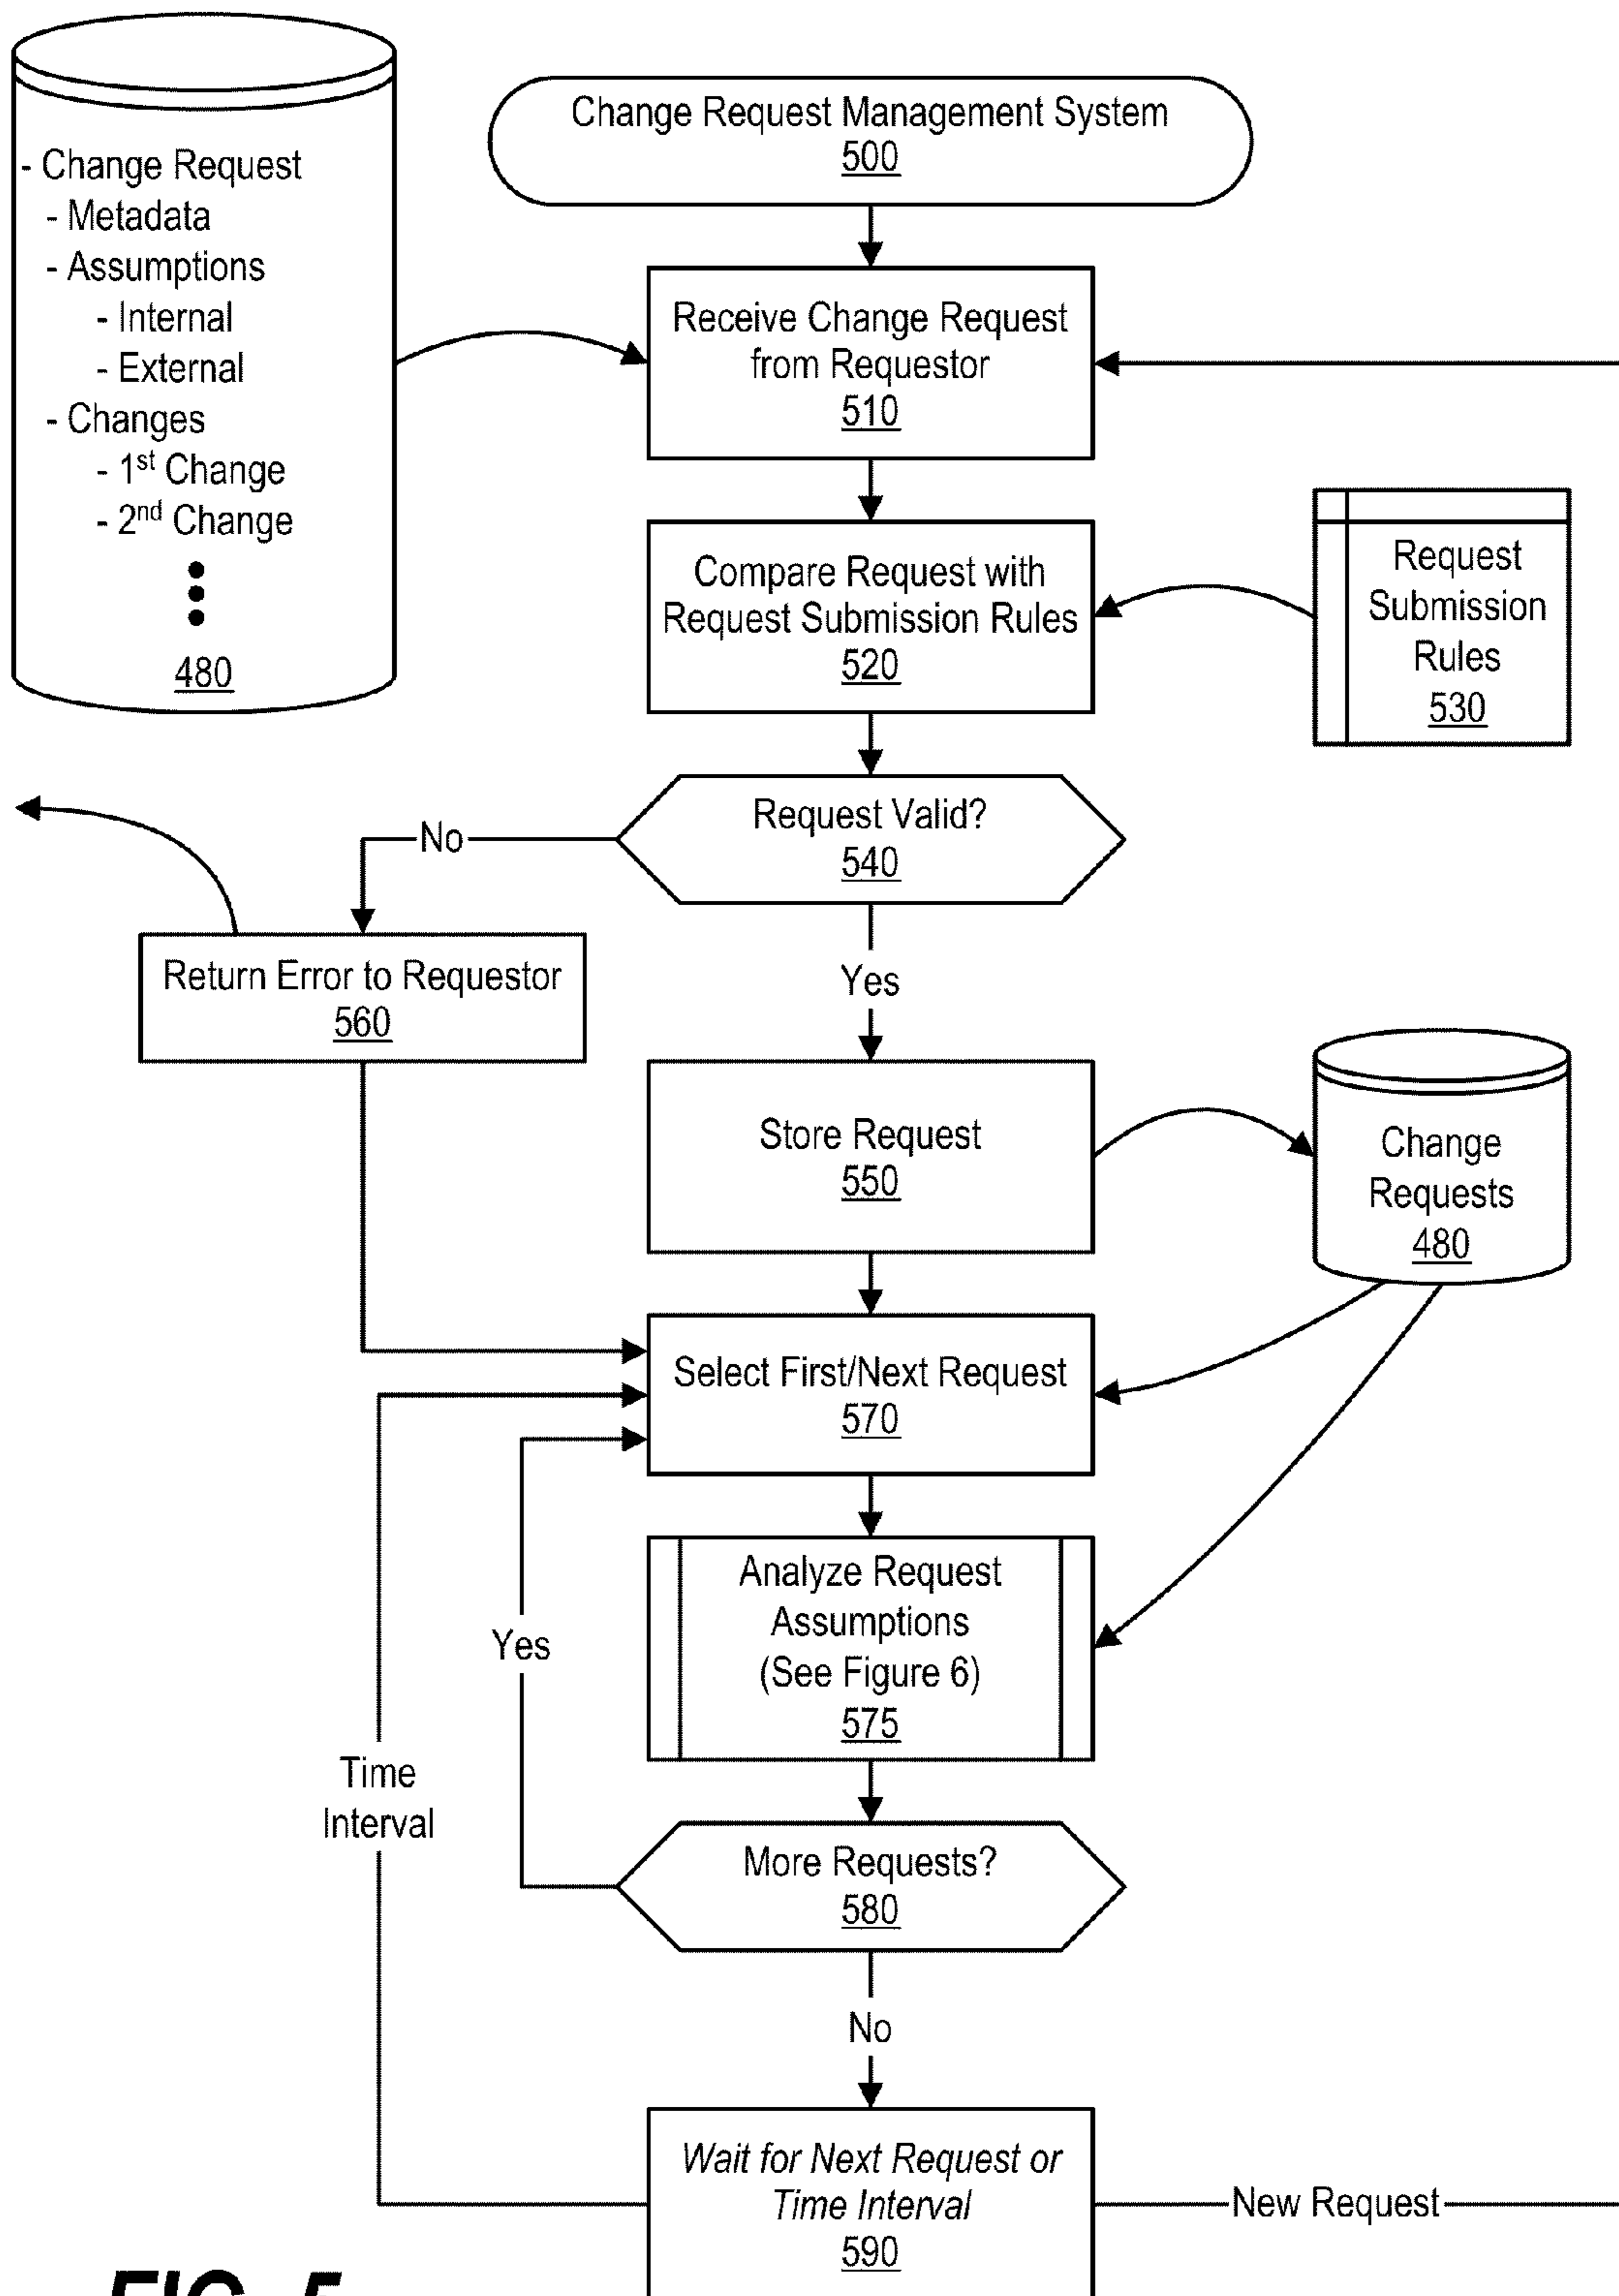 Change Request Management System
500
- Change Request
- Metadata
- Assumptions
- Internal
- External
- Changes
- 1st Change
- 2nd Change
480
Receive Change Request
from Requestor
510
Compare Request with
Request Submission Rules
520
Request
Submission
Rules
530
Request Valid?
540
No
Yes
Return Error to Requestor
560
Store Request
550
Change
Requests
480
Select First/Next Request
570
Analyze Request
Assumptions
(See Figure 6)
575
Yes
Time
Interval
More Requests?
580
No
Wait for Next Request or
Time Interval
590
New Request
FIG. 5